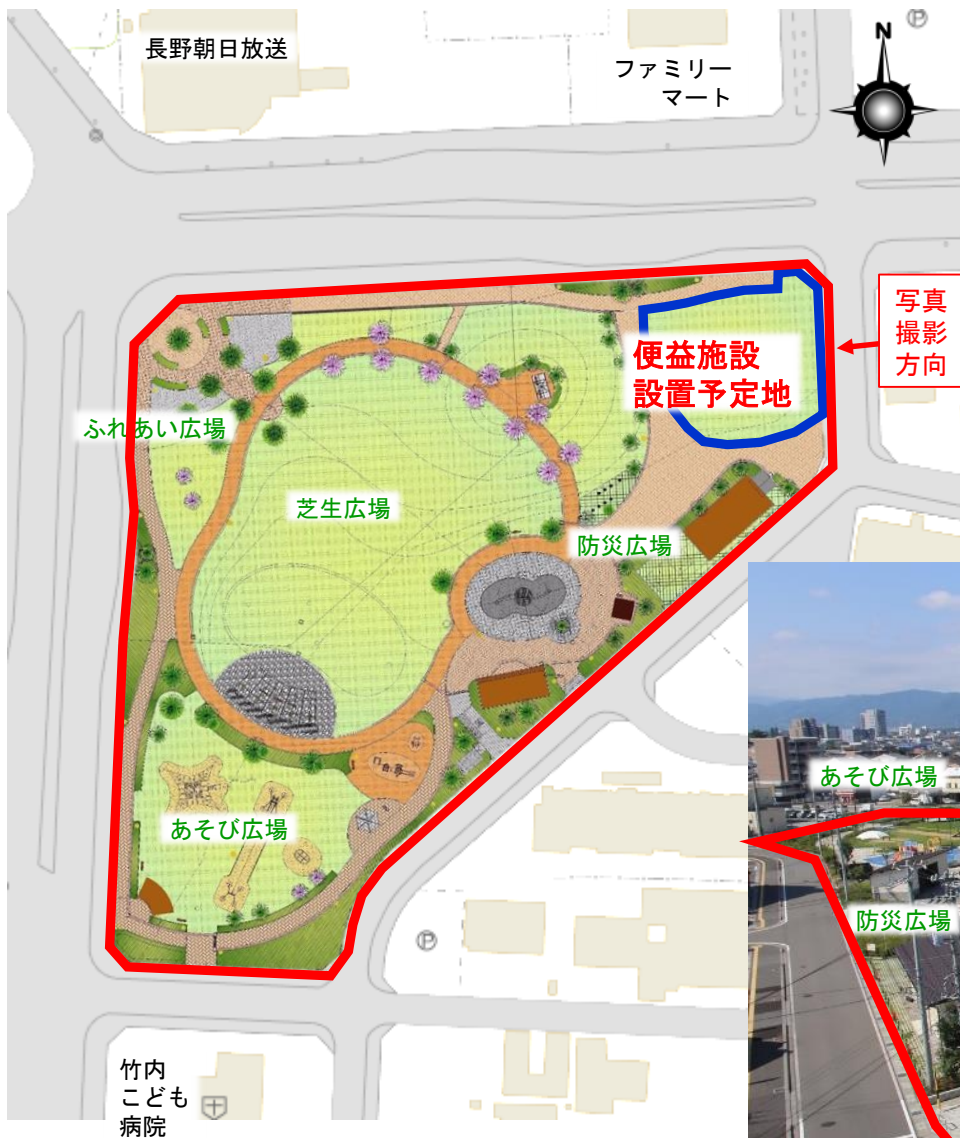 長野朝日放送
ファミリー
マート
Ⓟ
N
写真
撮影
方向
便益施設
設置予定地
ふれあい広場
芝生広場
防災広場
あそび広場
あそび広場
防災広場
Ⓟ
竹内
こども
病院